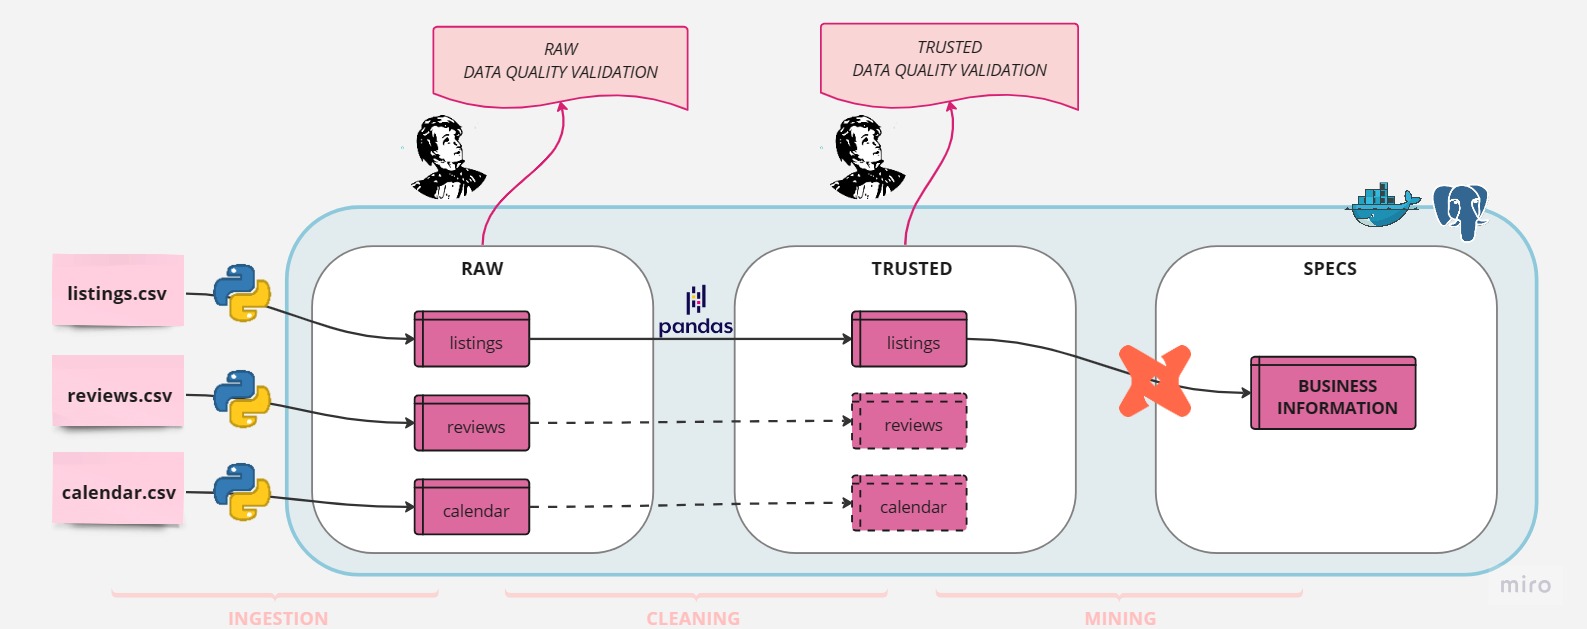 RAW
DATA QUALITY VALIDATION
TRUSTED
DATA QUALITY VALIDATION
RAW
TRUSTED
SPECS
listings.csv
reviews.csv
calendar.csv
listings
reviews
calendar
pandas
listings
reviews
calendar
BUSINESS
INFORMATION
miro
INGESTION
CLEANING
MINING